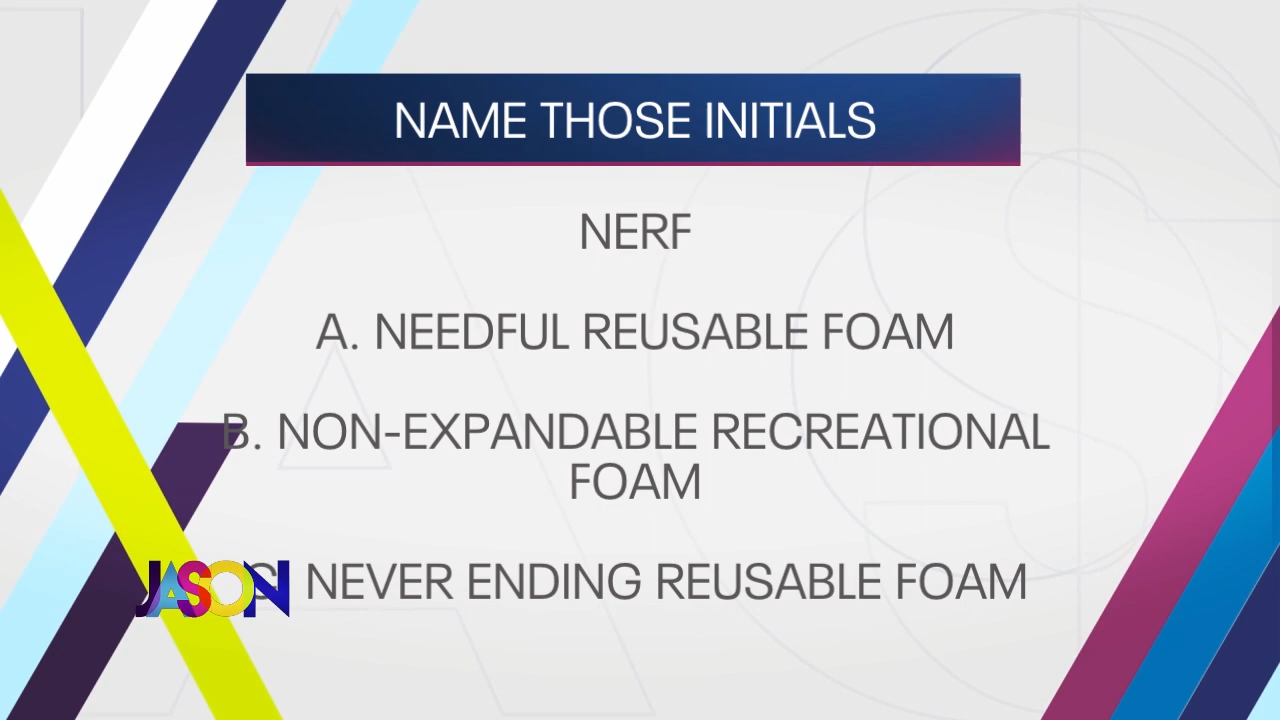 NAME THOSE INITIALS
NERF
A. NEEDFUL REUSABLE FOAM
B. NON-EXPANDABLE RECREATIONAL
FOAM
JASON
NEVER ENDING REUSABLE FOAM